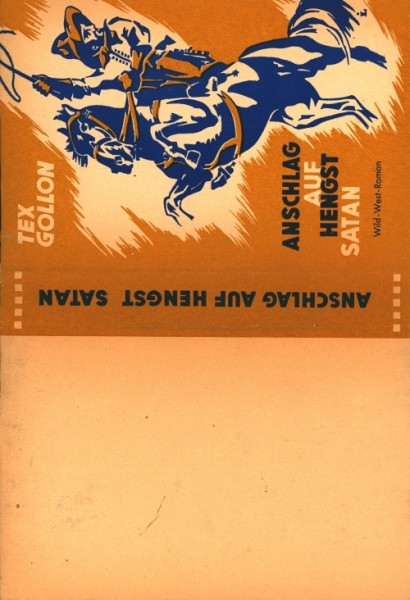 TEX
GOLLON
ANSCHLAG
AUF
HENGST
SATAN
Wild-West-Roman
ANSCHLAG AUF HENGST SATAN